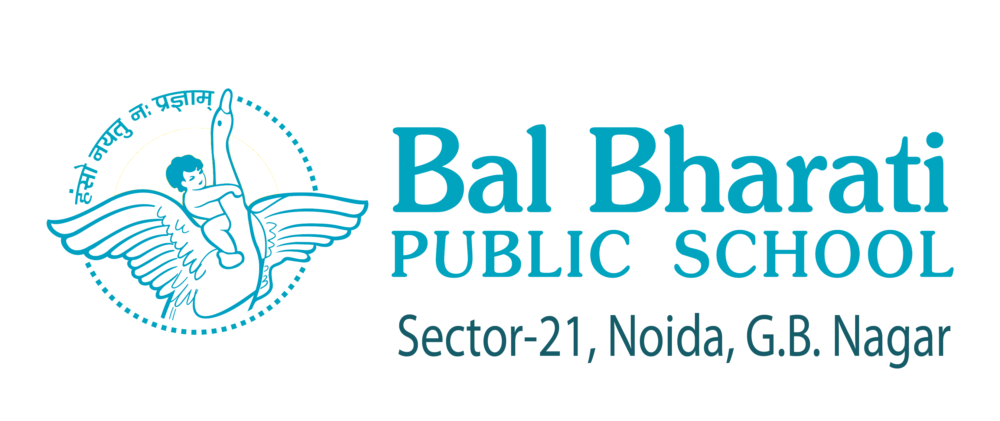 हंसो नयतु नः प्रज्ञाम्
Bal Bharati
PUBLIC SCHOOL
Sector-21, Noida, G.B. Nagar